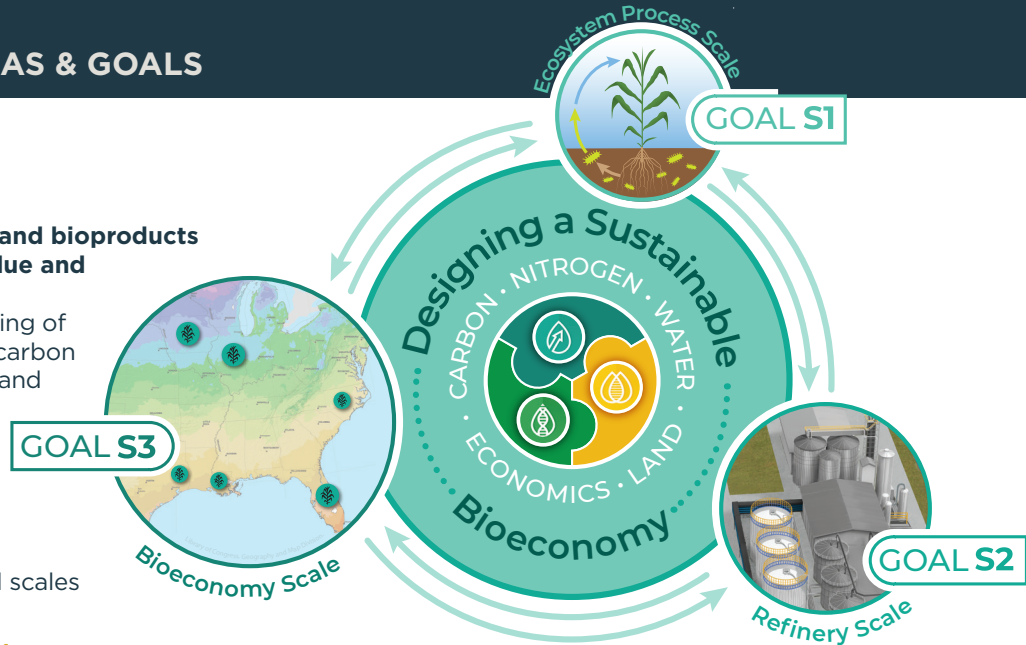 AS & GOALS
Ecosystem Process Scale
GOAL S1
and bioproducts
lue and
ing of
carbon
and
GOAL S3
Bioeconomy Scale
l scales
Designing a Sustainable
Bioeconomy
CARBON · NITROGEN · WATER · LAND · ECONOMICS ·
GOAL S2
Refinery Scale